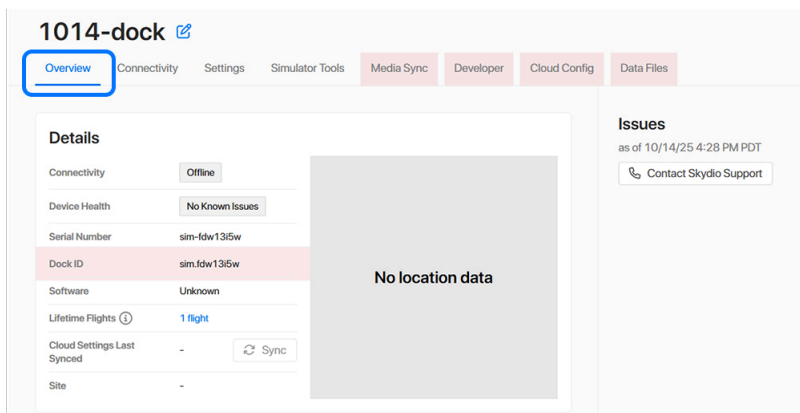 1014-dock
Overview Connectivity Settings Simulator Tools Media Sync Developer Cloud Config Data Files
Details
Connectivity Offline
Device Health No Known Issues
Serial Number sim-fdw13i5w
Dock ID sim.fdw13i5w
Software Unknown
Lifetime Flights 1 flight
Cloud Settings Last
Synced - Sync
Site -
No location data
Issues
as of 10/14/25 4:28 PM PDT
Contact Skydio Support